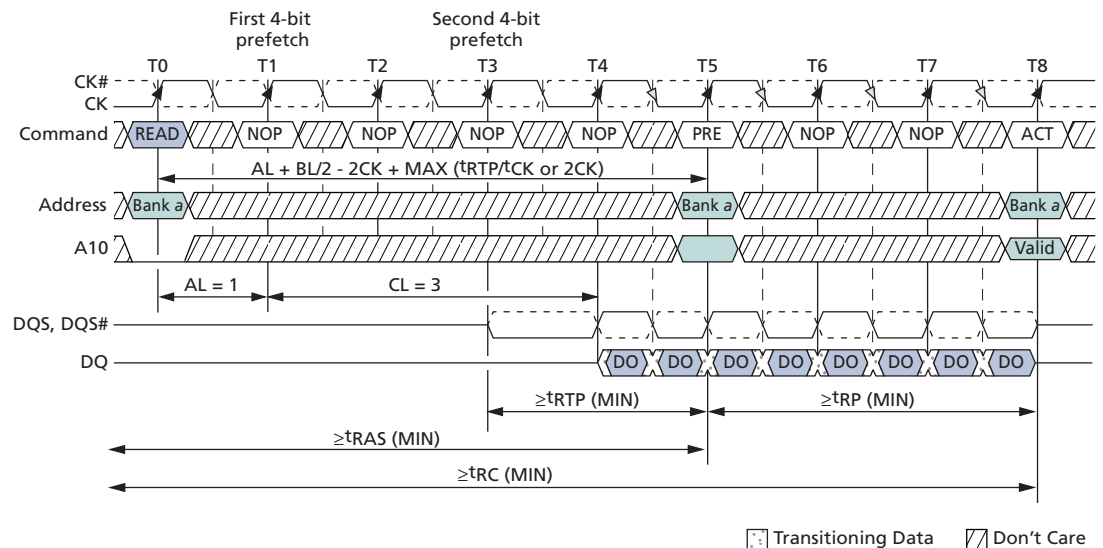 First 4-bit prefetch
Second 4-bit prefetch
T0 T1 T2 T3 T4 T5 T6 T7 T8
CK#
CK
Command READ NOP NOP NOP NOP PRE NOP NOP ACT
AL + BL/2 - 2CK + MAX (tRTP/tCK or 2CK)
Address Bank a Bank a Bank a
A10 Valid
AL = 1 CL = 3
DQS, DQS#
DQ DO DO DO DO DO DO DO DO
≥tRTP (MIN) ≥tRP (MIN)
≥tRAS (MIN)
≥tRC (MIN)
Transitioning Data Don't Care